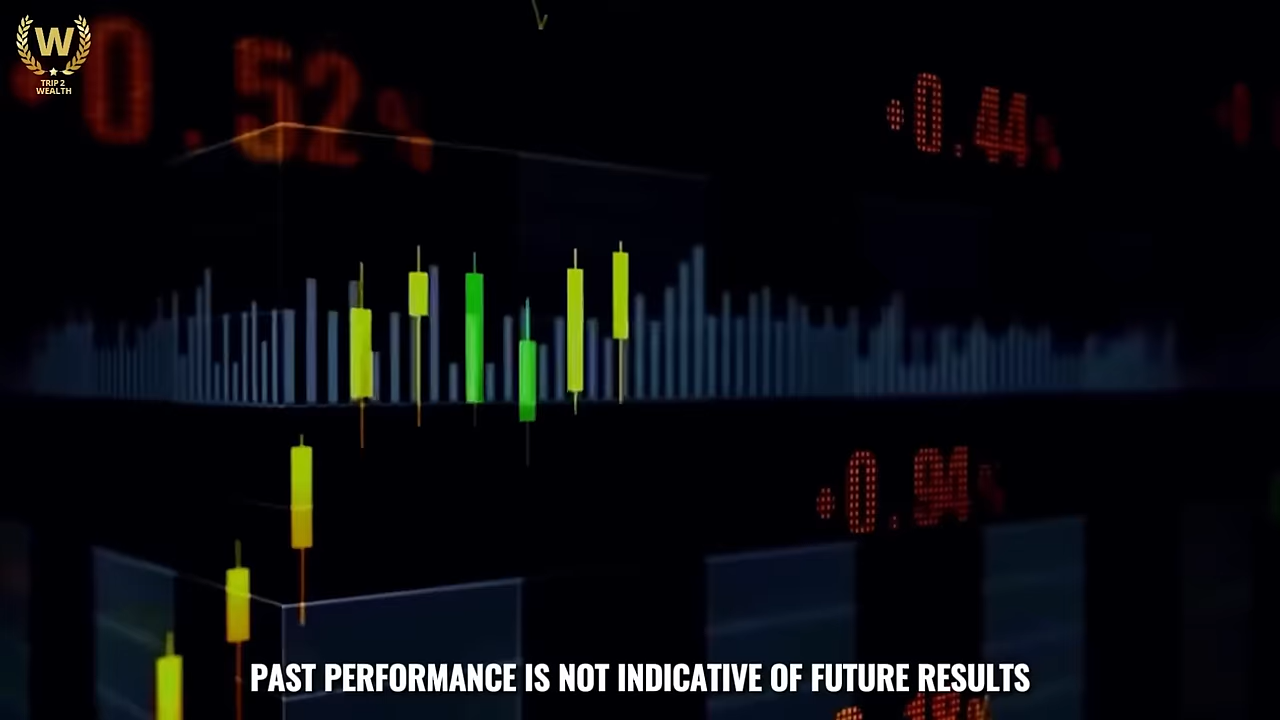 W
TRIP 2
WEALTH
0.52%
+0.44%
+0.94%
PAST PERFORMANCE IS NOT INDICATIVE OF FUTURE RESULTS